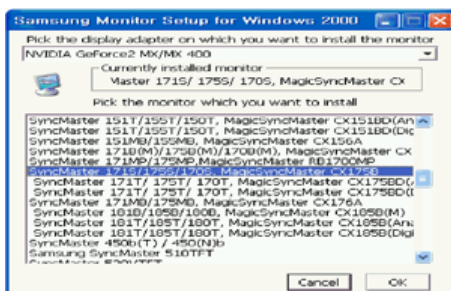 Samsung Monitor Setup for Windows 2000
Pick the display adapter on which you want to install the monitor
NVIDIA GeForce2 MX/MX 400
Currently installed monitor
Master 171S/ 175S/ 170S, MagicSyncMaster CX
Pick the monitor which you want to install
SyncMaster 151T/155T/150T, MagicSyncMaster CX151BD(Ana
SyncMaster 151T/155T/150T, MagicSyncMaster CX151BD(Dig
SyncMaster 151MB/155MB, MagicSyncMaster CX156A
SyncMaster 171B(M)/175B(M)/170B(M), MagicSyncMaster CX
SyncMaster 171MP/175MP,MagicSyncMaster RB1700MP
SyncMaster 171S/175S/170S, MagicSyncMaster CX175B
SyncMaster 171T/ 175T/ 170T, MagicSyncMaster CX175BD(
SyncMaster 171T/ 175T/ 170T, MagicSyncMaster CX175BD(
SyncMaster 171MB/175MB, MagicSyncMaster CX176A
SyncMaster 181B/185B/180B, MagicSyncMaster CX185B(M)
SyncMaster 181T/185T/180T, MagicSyncMaster CX185B(Ana
SyncMaster 181T/185T/180T, MagicSyncMaster CX185B(Digi
SyncMaster 450b(T) / 450(N)b
Samsung SyncMaster 510TFT
Cancel OK